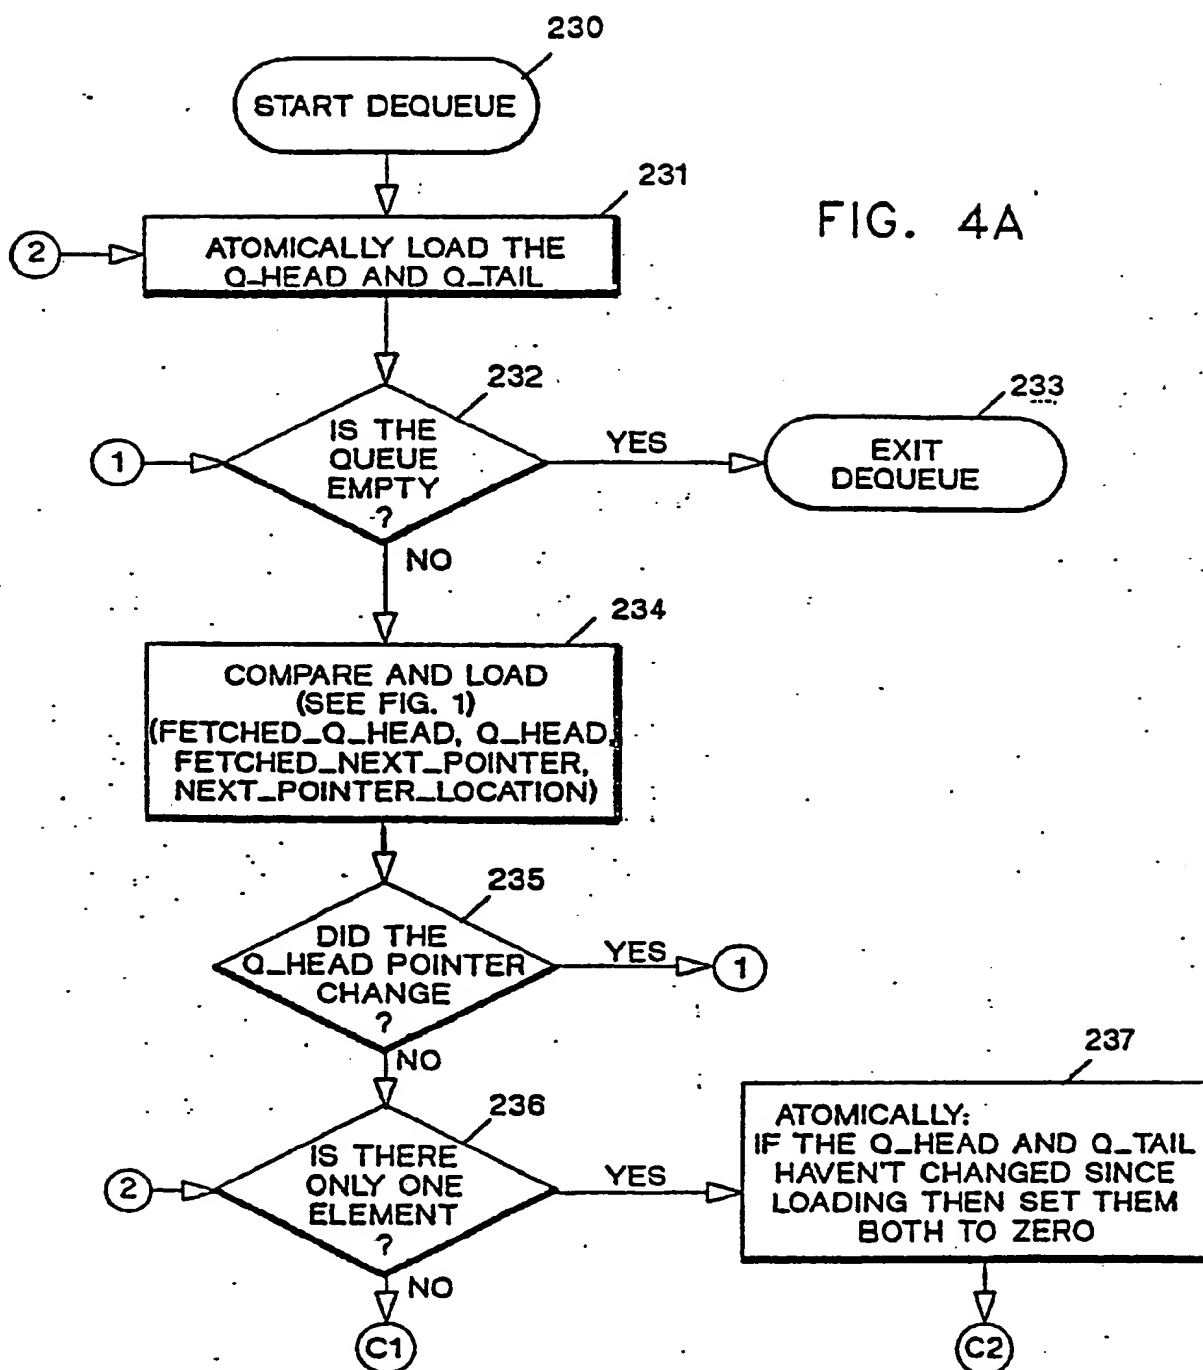 230
START DEQUEUE
231
FIG. 4A
2
ATOMICALLY LOAD THE
Q_HEAD AND Q_TAIL
232
233
1
IS THE
QUEUE
EMPTY
?
YES
EXIT
DEQUEUE
NO
234
COMPARE AND LOAD
(SEE FIG. 1)
(FETCHED_Q_HEAD, Q_HEAD,
FETCHED_NEXT_POINTER,
NEXT_POINTER_LOCATION)
235
DID THE
Q_HEAD POINTER
CHANGE
?
YES
1
NO
237
236
2
IS THERE
ONLY ONE
ELEMENT
?
YES
ATOMICALLY:
IF THE Q_HEAD AND Q_TAIL
HAVEN'T CHANGED SINCE
LOADING THEN SET THEM
BOTH TO ZERO
NO
C1
C2